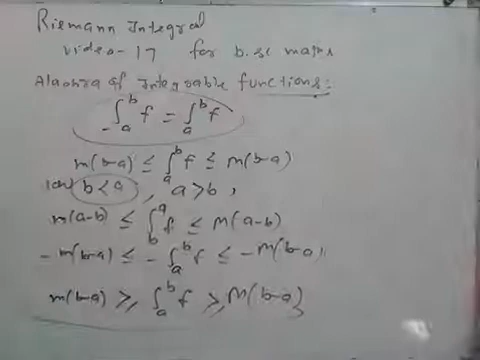 Riemann Integral
video-17 for b.sc maths
Algebra of Integrable functions:
∫_a^b f = ∫_a^b f
m(b-a) ≤ ∫_a^b f ≤ M(b-a)
b < a, a > b,
m(a-b) ≤ ∫_b^a f ≤ M(a-b)
-m(b-a) ≤ -∫_a^b f ≤ -M(b-a)
m(b-a) ≥ ∫_a^b f ≥ M(b-a)